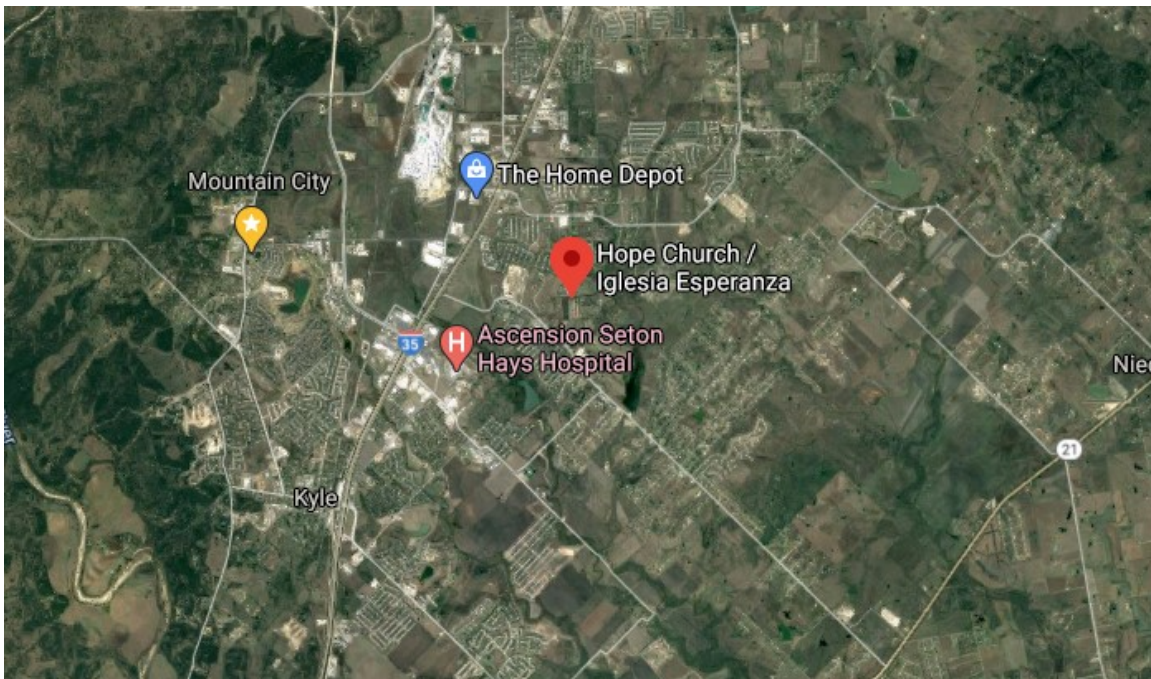 The Home Depot
Mountain City
Hope Church /
Iglesia Esperanza
Ascension Seton
Hays Hospital
35
H
21
Kyle